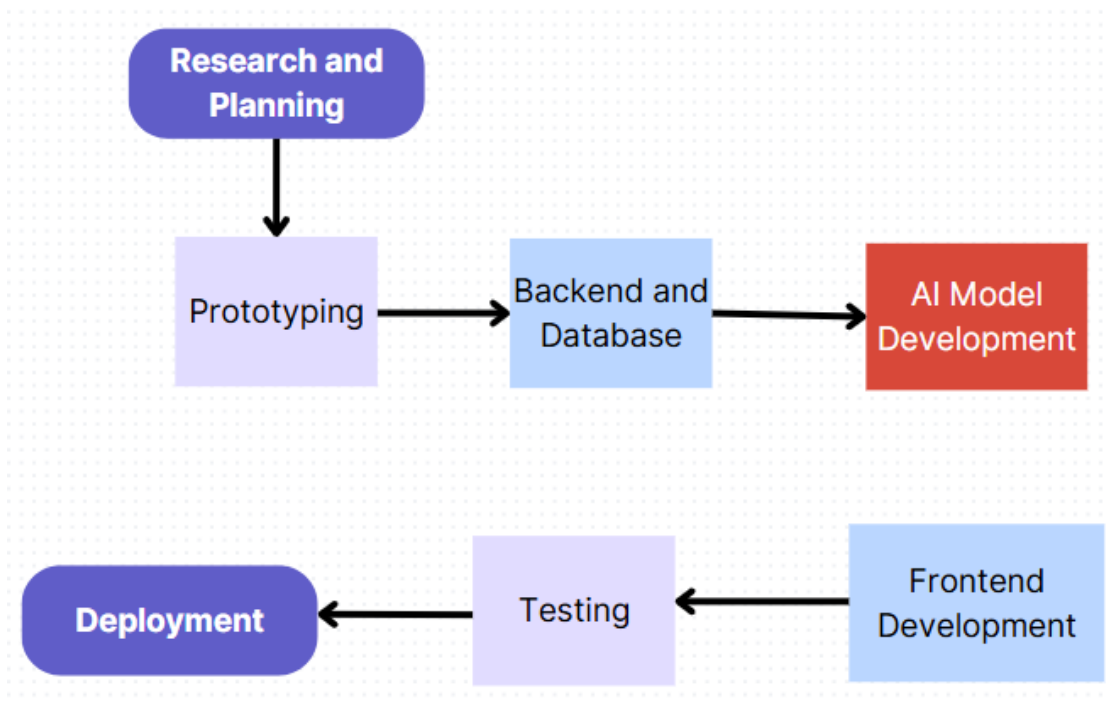 Research and
Planning
Prototyping
Backend and
Database
AI Model
Development
Frontend
Development
Testing
Deployment